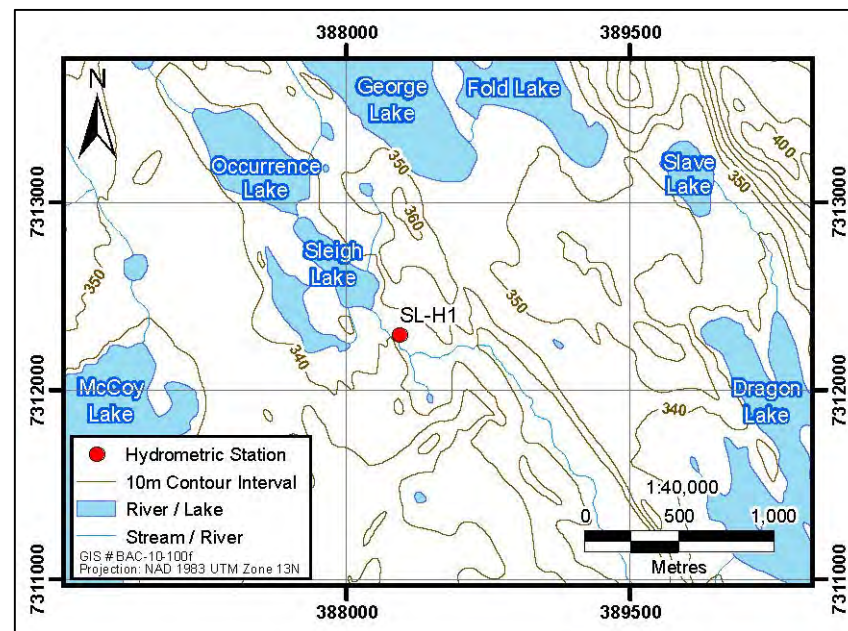 388000
389500
N
George
Lake
Fold Lake
400
350
350
Slave
Lake
Occurrence
Lake
7313000
7313000
360
Sleigh
Lake
350
350
SL-H1
340
7312000
7312000
McCoy
Lake
Dragon
Lake
340
Hydrometric Station
10m Contour Interval
River / Lake
Stream / River
GIS # BAC-10-100f
Projection: NAD 1983 UTM Zone 13N
1:40,000
0 500 1,000
Metres
7311000
7311000
388000
389500